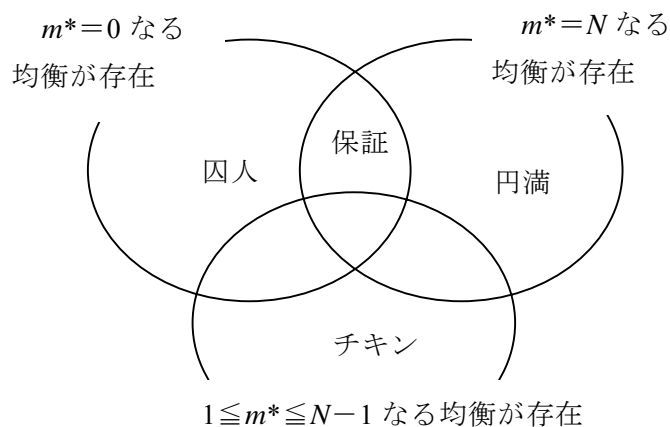 m*=0 なる
均衡が存在
m*=N なる
均衡が存在
保証
囚人
円満
チキン
1≦m*≦N−1 なる均衡が存在